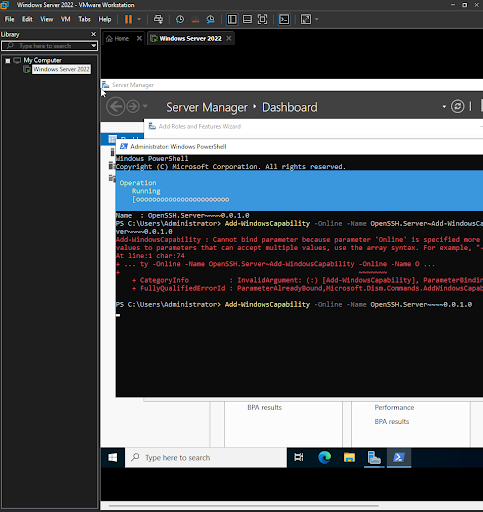 Windows Server 2022 - VMware Workstation
File Edit View VM Tabs Help
Library
Type here to search
My Computer
Windows Server 2022
Home
Windows Server 2022
Server Manager
Server Manager • Dashboard
Add Roles and Features Wizard
Administrator: Windows PowerShell
Windows PowerShell
Copyright (C) Microsoft Corporation. All rights reserved.
Operation
Running
[oooooooooooooooooooooooo
Name : OpenSSH.Server~~~~0.0.1.0
PS C:\Users\Administrator> Add-WindowsCapability -Online -Name OpenSSH.Server~Add-WindowsCa
ver~~~~0.0.1.0
Add-WindowsCapability : Cannot bind parameter because parameter 'Online' is specified more
values to parameters that can accept multiple values, use the array syntax. For example, "-
At line:1 char:74
+ ... ty -Online -Name OpenSSH.Server~Add-WindowsCapability -Online -Name O ...
+ ~~~~~~~
+ CategoryInfo : InvalidArgument: (:) [Add-WindowsCapability], ParameterBindin
+ FullyQualifiedErrorId : ParameterAlreadyBound,Microsoft.Dism.Commands.AddWindowsCapab
PS C:\Users\Administrator> Add-WindowsCapability -Online -Name OpenSSH.Server~~~~0.0.1.0
BPA results
Performance
BPA results
Type here to search